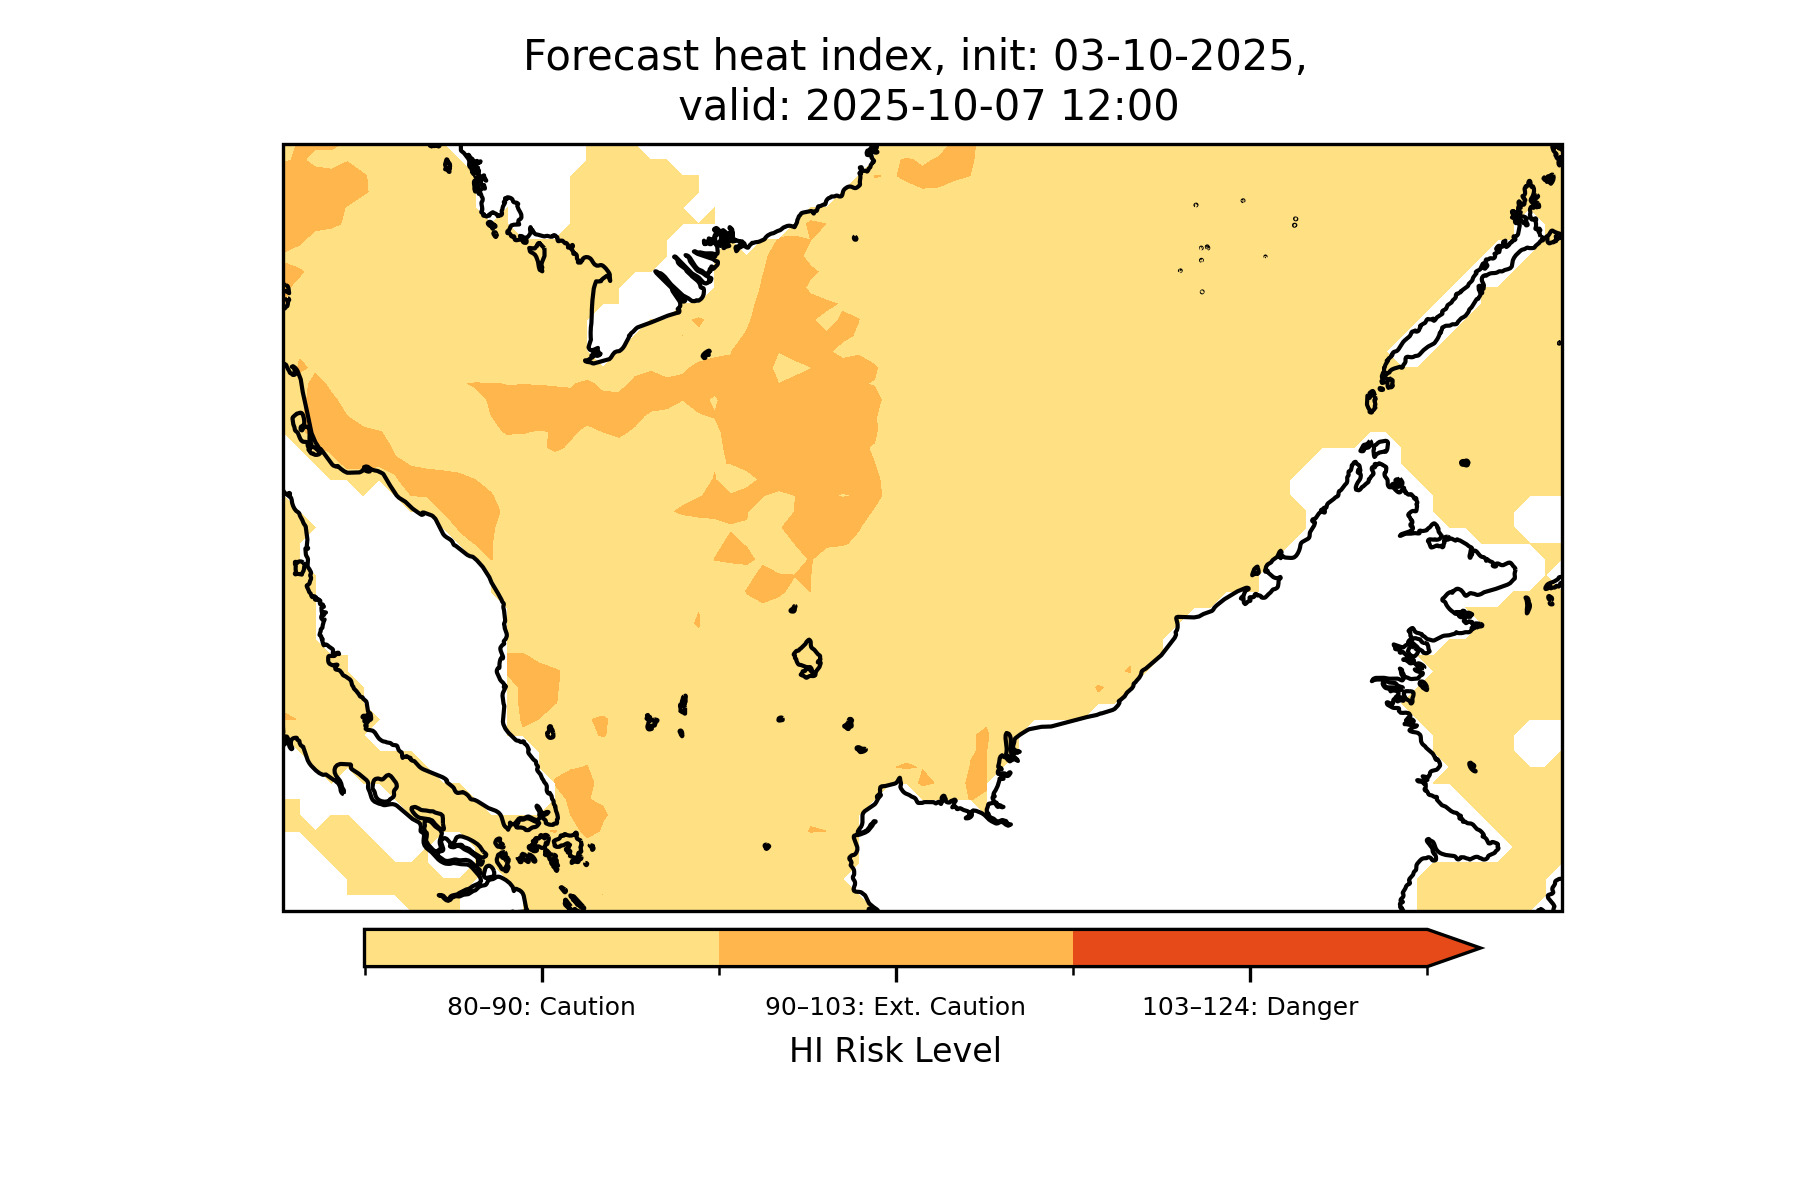 Forecast heat index, init: 03-10-2025,
valid: 2025-10-07 12:00
80–90: Caution
90–103: Ext. Caution
103–124: Danger
HI Risk Level